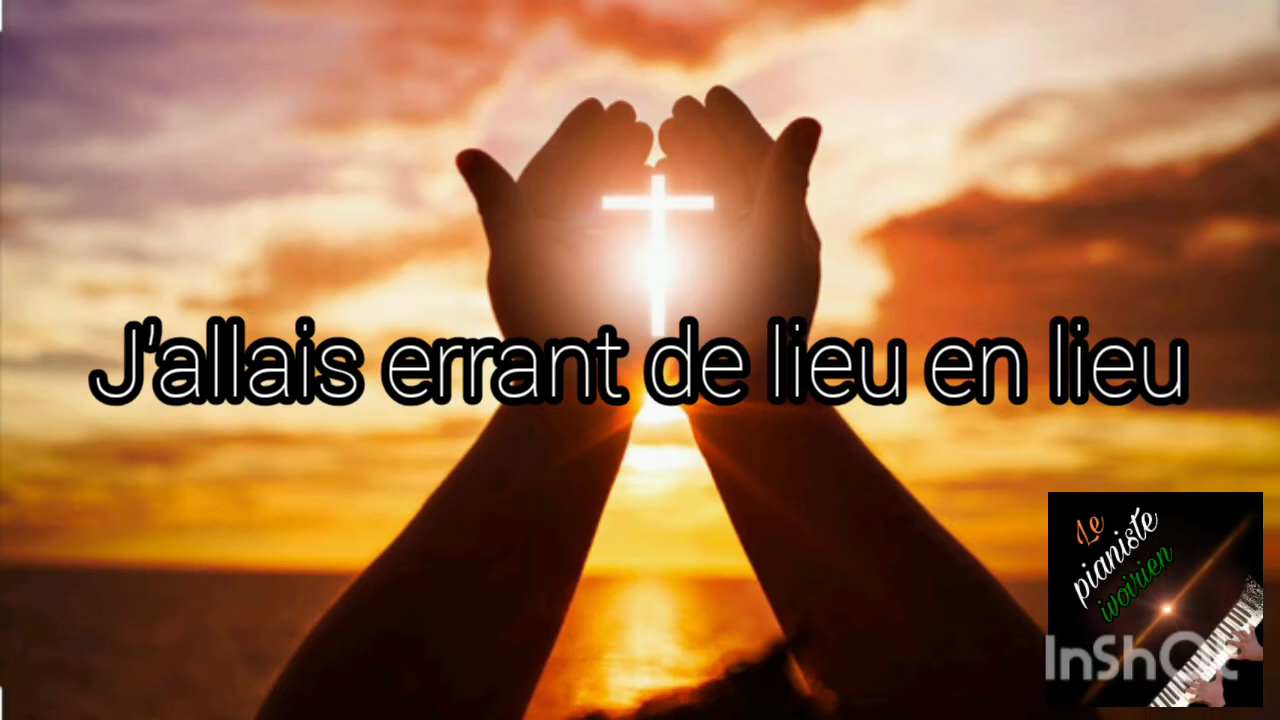 J'allais errant de lieu en lieu
Le
pianiste
ivoirien
InShOt